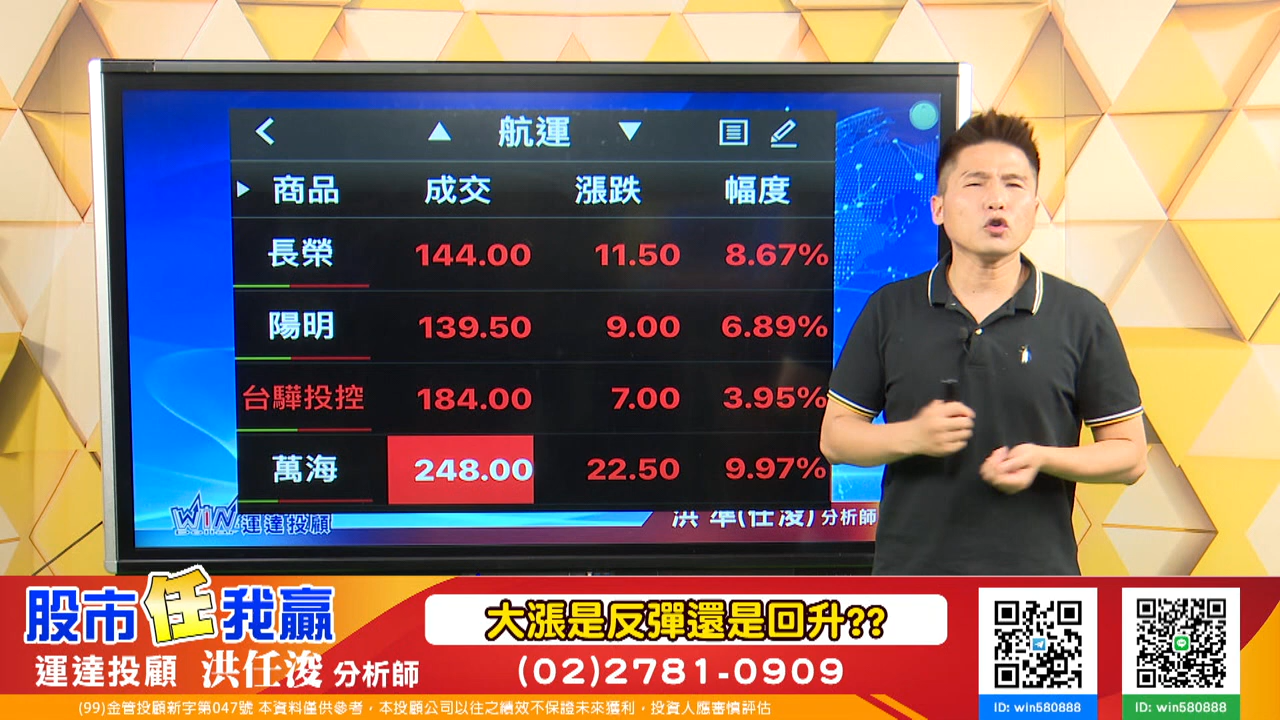 航運
商品 成交 漲跌 幅度
長榮 144.00 11.50 8.67%
陽明 139.50 9.00 6.89%
台驊投控 184.00 7.00 3.95%
萬海 248.00 22.50 9.97%
WIN 運達投顧
洪 準(任浚) 分析師
股市任我贏
運達投顧 洪任浚 分析師
大漲是反彈還是回升??
(02)2781-0909
ID: win580888
ID: win580888
(99)金管投顧新字第047號 本資料僅供參考，本投顧公司以往之績效不保證未來獲利，投資人應審慎評估